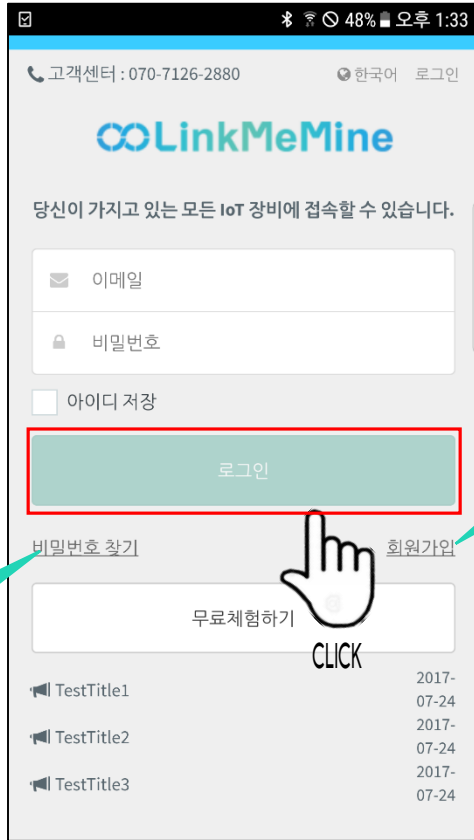 48% 오후 1:33
고객센터 : 070-7126-2880 한국어 로그인
LinkMeMine
당신이 가지고 있는 모든 IoT 장비에 접속할 수 있습니다.
이메일
비밀번호
아이디 저장
로그인
비밀번호 찾기 회원가입
무료체험하기
CLICK
TestTitle1 2017-
07-24
TestTitle2 2017-
07-24
TestTitle3 2017-
07-24